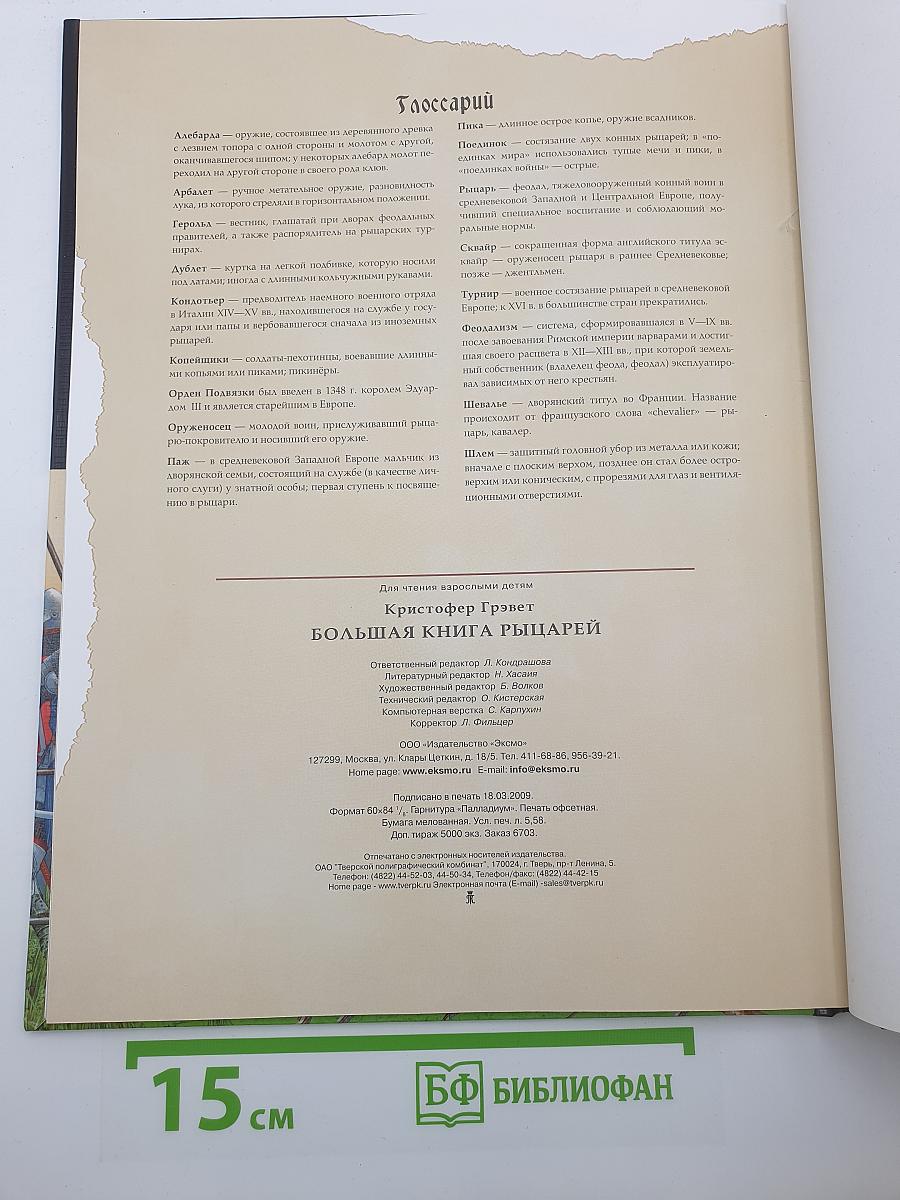 Глоссарий
Алебарда — оружие, состоявшее из деревянного древка
с лезвием топора с одной стороны и молотом с другой,
оканчивавшегося шипом; у некоторых алебард молот пе-
реходил на другой стороне в своего рода клюв.
Арбалет — ручное метательное оружие, разновидность
лука, из которого стреляли в горизонтальном положении.
Герольд — вестник, глашатай при дворах феодальных
правителей, а также распорядитель на рыцарских тур-
нирах.
Дублет — куртка на легкой подбивке, которую носили
под латами; иногда с длинными кольчужными рукавами.
Кондотьер — предводитель наемного военного отряда
в Италии XIV—XV вв., находившегося на службе у госу-
даря или папы и вербовавшегося сначала из иноземных
рыцарей.
Копейщики — солдаты-пехотинцы, воевавшие длинны-
ми копьями или пиками; пикинёры.
Орден Подвязки был введен в 1348 г. королем Эдуар-
дом III и является старейшим в Европе.
Оруженосец — молодой воин, прислуживавший рыца-
рю-покровителю и носивший его оружие.
Паж — в средневековой Западной Европе мальчик из
дворянской семьи, состоящий на службе (в качестве лич-
ного слуги) у знатной особы; первая ступень к посвяще-
нию в рыцари.
Пика — длинное острое копье, оружие всадников.
Поединок — состязание двух конных рыцарей; в «по-
единках мира» использовались тупые мечи и пики, в
«поединках войны» — острые.
Рыцарь — феодал, тяжеловооруженный конный воин в
средневековой Западной и Центральной Европе, полу-
чивший специальное воспитание и соблюдающий мо-
ральные нормы.
Сквайр — сокращенная форма английского титула эс-
квайр — оруженосец рыцаря в раннее Средневековье;
позже — джентльмен.
Турнир — военное состязание рыцарей в средневековой
Европе; к XVI в. в большинстве стран прекратились.
Феодализм — система, сформировавшаяся в V—IX вв.
после завоевания Римской империи варварами и достиг-
шая своего расцвета в XII—XIII вв., при которой земель-
ный собственник (владелец феода, феодал) эксплуатиро-
вал зависимых от него крестьян.
Шевалье — дворянский титул во Франции. Название
происходит от французского слова «chevalier» — ры-
царь, кавалер.
Шлем — защитный головной убор из металла или кожи;
вначале с плоским верхом, позднее он стал более остро-
верхим или коническим, с прорезями для глаз и вентиля-
ционными отверстиями.
Для чтения взрослыми детям
Кристофер Грэвет
БОЛЬШАЯ КНИГА РЫЦАРЕЙ
Ответственный редактор Л. Кондрашова
Литературный редактор Н. Хасаия
Художественный редактор Б. Волков
Технический редактор О. Кистерская
Компьютерная верстка С. Карпухин
Корректор Л. Фильцер
ООО «Издательство «Эксмо»
127299, Москва, ул. Клары Цеткин, д. 18/5. Тел. 411-68-86, 956-39-21.
Home page: www.eksmo.ru E-mail: info@eksmo.ru
Подписано в печать 18.03.2009.
Формат 60×84 1/8. Гарнитура «Палладиум». Печать офсетная.
Бумага мелованная. Усл. печ. л. 5,58.
Доп. тираж 5000 экз. Заказ 6703.
Отпечатано с электронных носителей издательства.
ОАО "Тверской полиграфический комбинат", 170024, г. Тверь, пр-т Ленина, 5.
Телефон: (4822) 44-52-03, 44-50-34, Телефон/факс: (4822) 44-42-15
Home page - www.tverpk.ru Электронная почта (E-mail) -sales@tverpk.ru
15 см
БФ БИБЛИОФАН